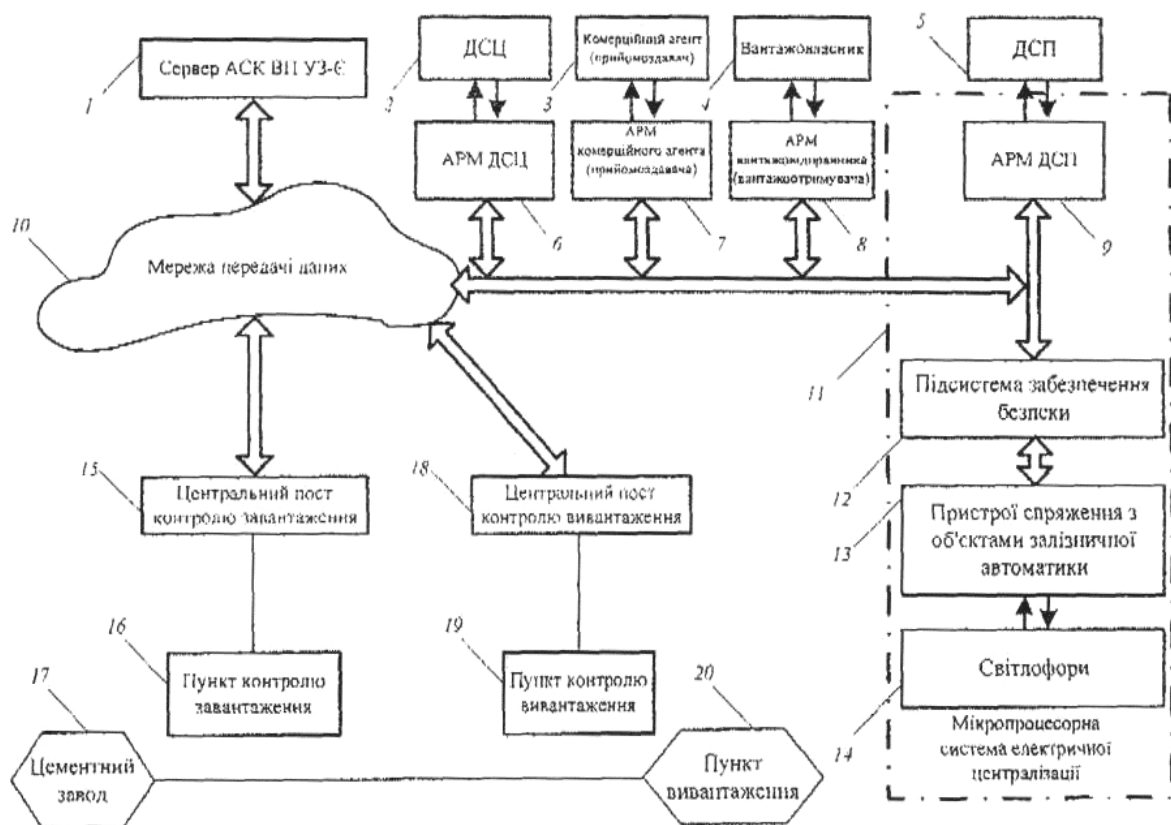 1
Сервер АСК ВП УЗ-Є
2
ДСЦ
3
Комерційний агент
(прийомоздавач)
4
Вантажовласник
5
ДСП
АРМ ДСЦ
АРМ
комерційного агента
(прийомоздавача)
АРМ
вантажовідправника
(вантажоотримувача)
АРМ ДСП
6
7
8
9
10
Мережа передачі даних
11
Підсистема забезпечення
безпеки
12
15
Центральний пост
контролю завантаження
18
Центральний пост
контролю вивантаження
13
Пристрої спряження з
об'єктами залізничної
автоматики
16
Пункт контролю
завантаження
19
Пункт контролю
вивантаження
14
Світлофори
Мікропроцесорна
система електричної
централізації
17
Цементний
завод
20
Пункт
вивантаження